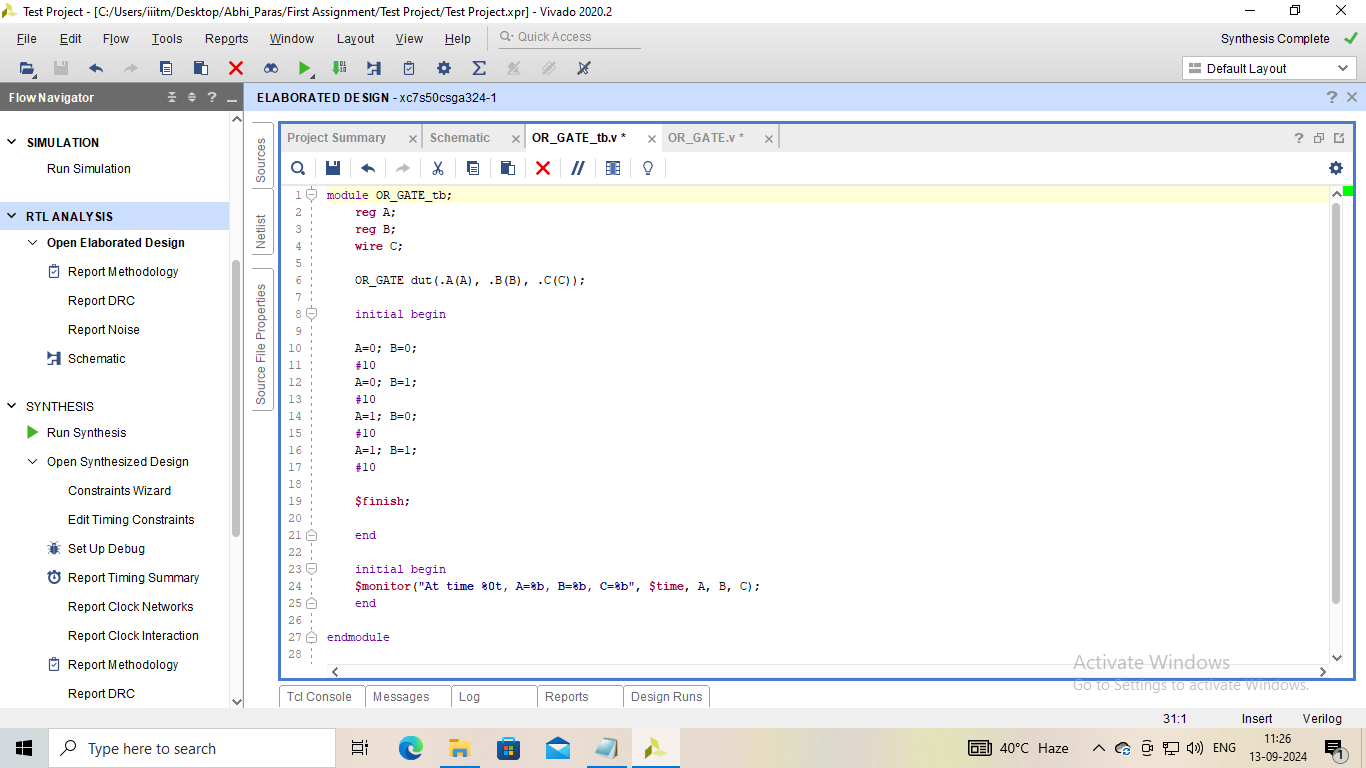 Test Project - [C:/Users/iiitm/Desktop/Abhi_Paras/First Assignment/Test Project/Test Project.xpr] - Vivado 2020.2
File Edit Flow Tools Reports Window Layout View Help Quick Access
Synthesis Complete
Default Layout
Flow Navigator
ELABORATED DESIGN - xc7s50csga324-1
SIMULATION
Run Simulation
RTL ANALYSIS
Open Elaborated Design
Report Methodology
Report DRC
Report Noise
Schematic
SYNTHESIS
Run Synthesis
Open Synthesized Design
Constraints Wizard
Edit Timing Constraints
Set Up Debug
Report Timing Summary
Report Clock Networks
Report Clock Interaction
Report Methodology
Report DRC
Sources
Netlist
Source File Properties
Project Summary Schematic OR_GATE_tb.v * OR_GATE.v *
1 module OR_GATE_tb;
2 reg A;
3 reg B;
4 wire C;
5
6 OR_GATE dut(.A(A), .B(B), .C(C));
7
8 initial begin
9
10 A=0; B=0;
11 #10
12 A=0; B=1;
13 #10
14 A=1; B=0;
15 #10
16 A=1; B=1;
17 #10
18
19 $finish;
20
21 end
22
23 initial begin
24 $monitor("At time %0t, A=%b, B=%b, C=%b", $time, A, B, C);
25 end
26
27 endmodule
28
Activate Windows
Go to Settings to activate Windows.
Tcl Console Messages Log Reports Design Runs
31:1 Insert Verilog
Type here to search
40°C Haze
ENG
11:26
13-09-2024
1